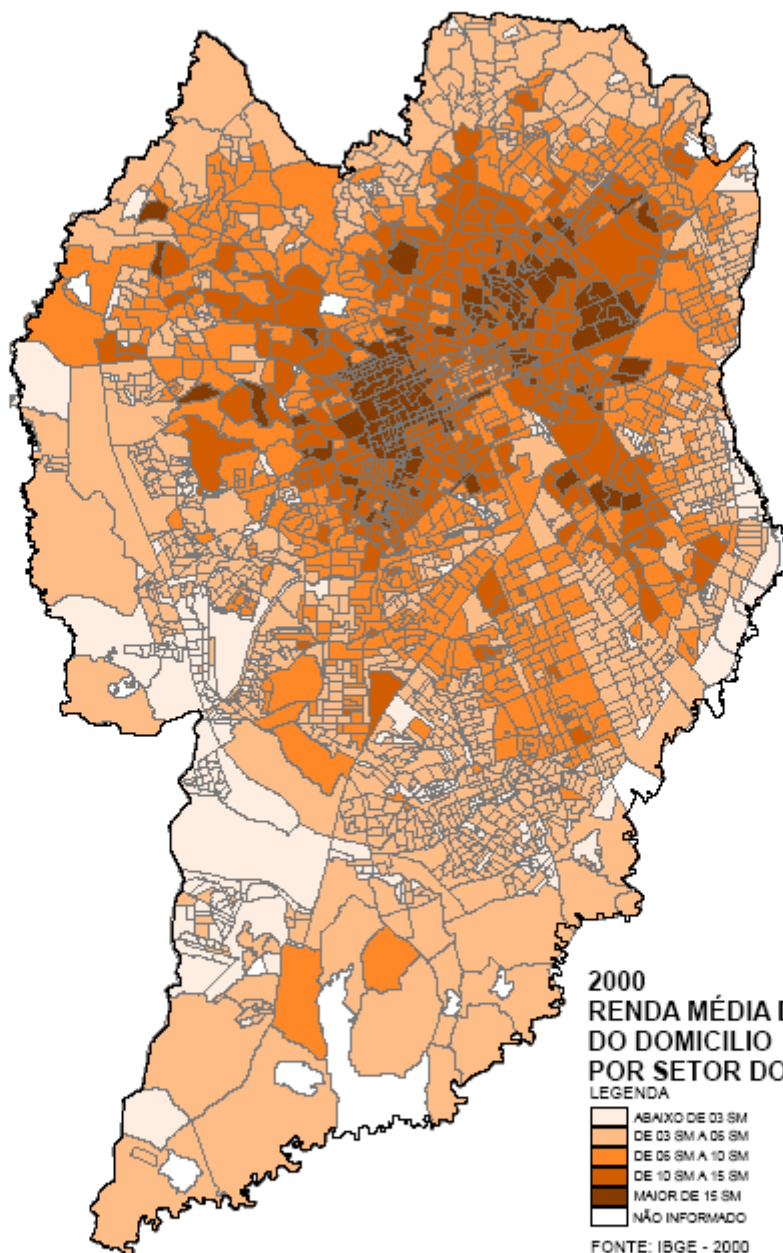 2000
RENDA MÉDIA
DO DOMICILIO
POR SETOR DO
LEGENDA
ABAIXO DE 03 SM
DE 03 SM A 06 SM
DE 06 SM A 10 SM
DE 10 SM A 15 SM
MAIOR DE 15 SM
NÃO INFORMADO
FONTE: IBGE - 2000